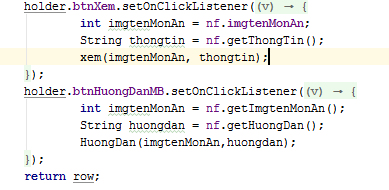 holder.btnXem.setOnClickListener((v) → {
int imgtenMonAn = nf.imgtenMonAn;
String thongtin = nf.getThongTin();
xem(imgtenMonAn, thongtin);
});
holder.btnHuongDanMB.setOnClickListener((v) → {
int imgtenMonAn = nf.getImgtenMonAn();
String huongdan = nf.getHuongDan();
HuongDan(imgtenMonAn,huongdan);
});
return row;